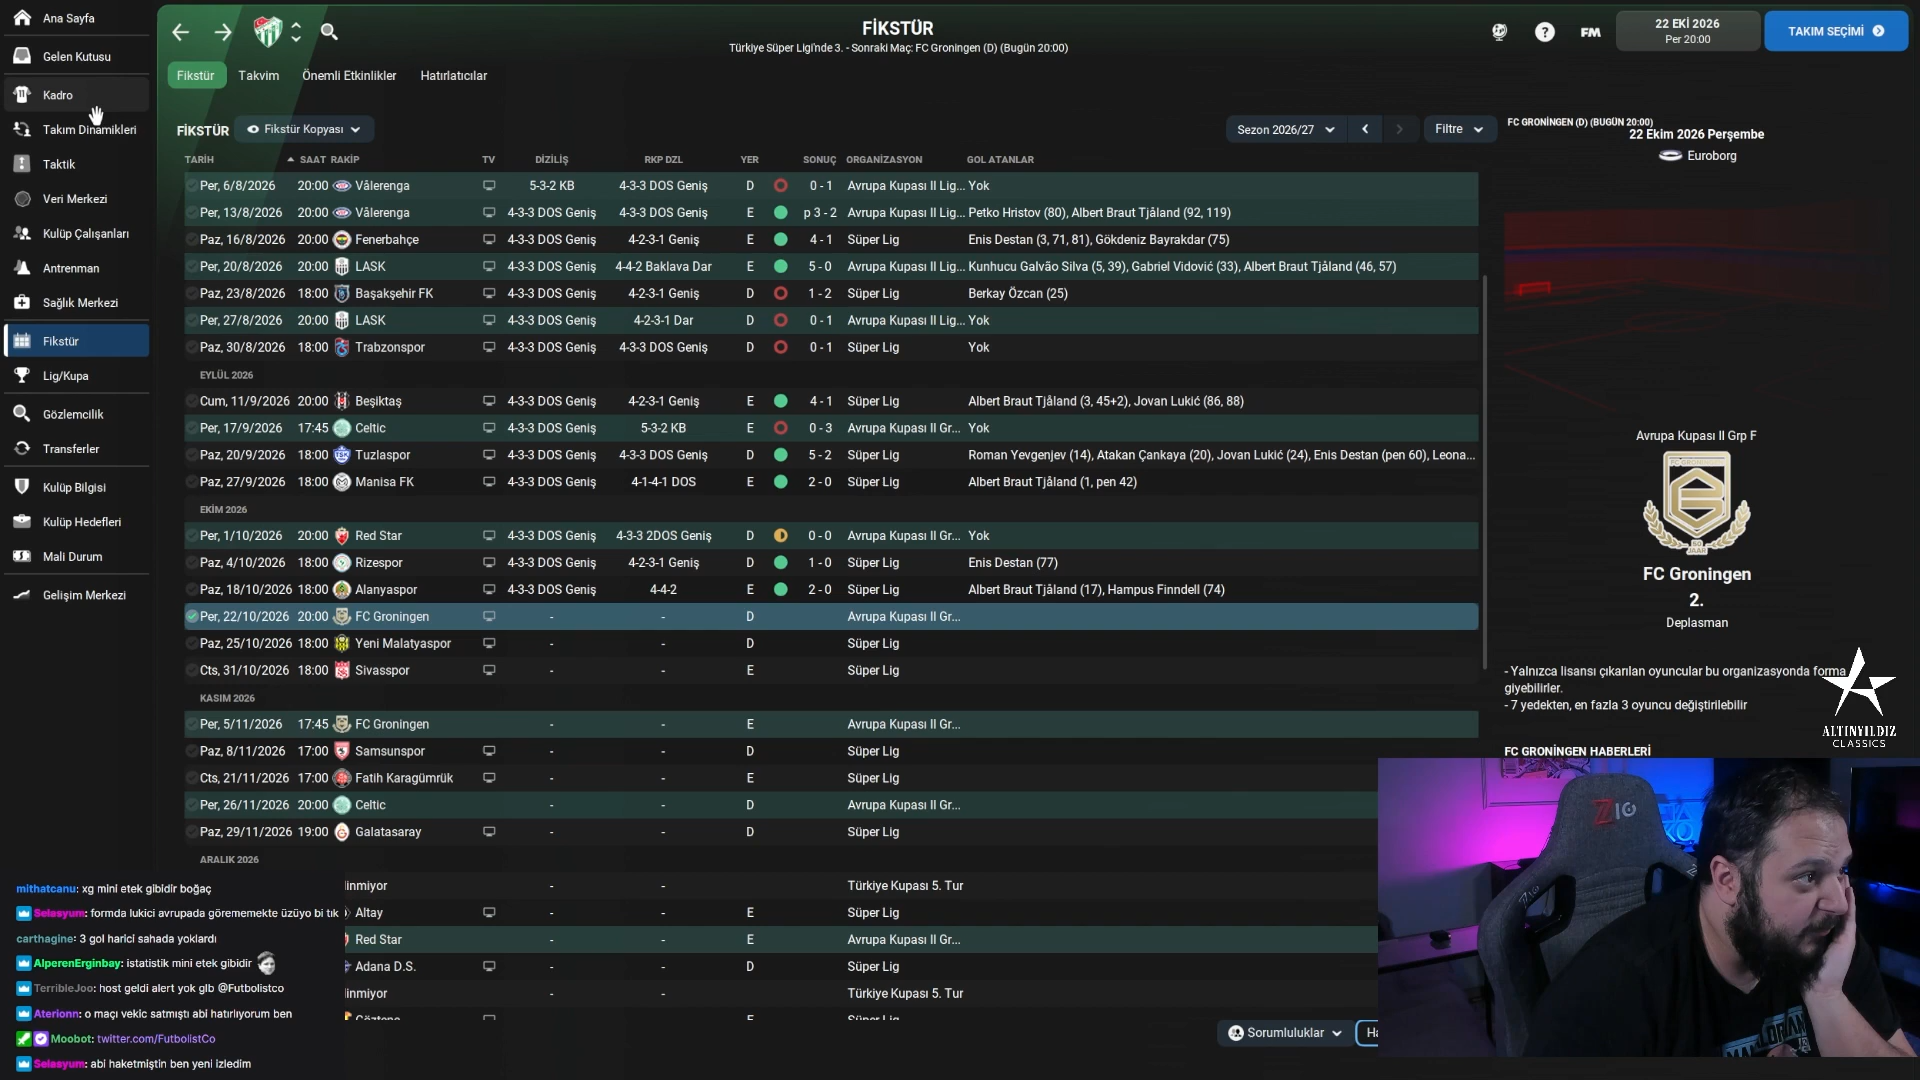 Ana Sayfa
Gelen Kutusu
Kadro
Takım Dinamikleri
Taktik
Veri Merkezi
Kulüp Çalışanları
Antrenman
Sağlık Merkezi
Fikstür
Lig/Kupa
Gözlemcilik
Transferler
Kulüp Bilgisi
Kulüp Hedefleri
Mali Durum
Gelişim Merkezi
FİKSTÜR
Türkiye Süper Ligi'nde 3. - Sonraki Maç: FC Groningen (D) (Bugün 20:00)
FM
22 EKİ 2026
Per 20:00
TAKIM SEÇİMİ
Fikstür Takvim Önemli Etkinlikler Hatırlatıcılar
FİKSTÜR Fikstür Kopyası Sezon 2026/27 Filtre
TARİH SAAT RAKİP TV DİZİLİŞ RKP DZL YER SONUÇ ORGANİZASYON GOL ATANLAR
Per, 6/8/2026 20:00 Vålerenga 5-3-2 KB 4-3-3 DOS Geniş D 0 - 1 Avrupa Kupası II Lig... Yok
Per, 13/8/2026 20:00 Vålerenga 4-3-3 DOS Geniş 4-3-3 DOS Geniş E p 3 - 2 Avrupa Kupası II Lig... Petko Hristov (80), Albert Braut Tjåland (92, 119)
Paz, 16/8/2026 20:00 Fenerbahçe 4-3-3 DOS Geniş 4-2-3-1 Geniş E 4 - 1 Süper Lig Enis Destan (3, 71, 81), Gökdeniz Bayrakdar (75)
Per, 20/8/2026 20:00 LASK 4-3-3 DOS Geniş 4-4-2 Baklava Dar E 5 - 0 Avrupa Kupası II Lig... Kunhucu Galvão Silva (5, 39), Gabriel Vidović (33), Albert Braut Tjåland (46, 57)
Paz, 23/8/2026 18:00 Başakşehir FK 4-3-3 DOS Geniş 4-2-3-1 Geniş D 1 - 2 Süper Lig Berkay Özcan (25)
Per, 27/8/2026 20:00 LASK 4-3-3 DOS Geniş 4-2-3-1 Dar D 0 - 1 Avrupa Kupası II Lig... Yok
Paz, 30/8/2026 18:00 Trabzonspor 4-3-3 DOS Geniş 4-3-3 DOS Geniş D 0 - 1 Süper Lig Yok
EYLÜL 2026
Cum, 11/9/2026 20:00 Beşiktaş 4-3-3 DOS Geniş 4-2-3-1 Geniş E 4 - 1 Süper Lig Albert Braut Tjåland (3, 45+2), Jovan Lukić (86, 88)
Per, 17/9/2026 17:45 Celtic 4-3-3 DOS Geniş 5-3-2 KB E 0 - 3 Avrupa Kupası II Gr... Yok
Paz, 20/9/2026 18:00 Tuzlaspor 4-3-3 DOS Geniş 4-3-3 DOS Geniş D 5 - 2 Süper Lig Roman Yevgenjev (14), Atakan Çankaya (20), Jovan Lukić (24), Enis Destan (pen 60), Leona...
Paz, 27/9/2026 18:00 Manisa FK 4-3-3 DOS Geniş 4-1-4-1 DOS E 2 - 0 Süper Lig Albert Braut Tjåland (1, pen 42)
EKİM 2026
Per, 1/10/2026 20:00 Red Star 4-3-3 DOS Geniş 4-3-3 2DOS Geniş D 0 - 0 Avrupa Kupası II Gr... Yok
Paz, 4/10/2026 18:00 Rizespor 4-3-3 DOS Geniş 4-2-3-1 Geniş D 1 - 0 Süper Lig Enis Destan (77)
Paz, 18/10/2026 18:00 Alanyaspor 4-3-3 DOS Geniş 4-4-2 E 2 - 0 Süper Lig Albert Braut Tjåland (17), Hampus Finndell (74)
Per, 22/10/2026 20:00 FC Groningen - - D Avrupa Kupası II Gr...
Paz, 25/10/2026 18:00 Yeni Malatyaspor - - D Süper Lig
Cts, 31/10/2026 18:00 Sivasspor - - E Süper Lig
KASIM 2026
Per, 5/11/2026 17:45 FC Groningen - - E Avrupa Kupası II Gr...
Paz, 8/11/2026 17:00 Samsunspor - - D Süper Lig
Cts, 21/11/2026 17:00 Fatih Karagümrük - - E Süper Lig
Per, 26/11/2026 20:00 Celtic - - D Avrupa Kupası II Gr...
Paz, 29/11/2026 19:00 Galatasaray - - D Süper Lig
ARALIK 2026
linmiyor - - Türkiye Kupası 5. Tur
Altay - - E Süper Lig
Red Star - - E Avrupa Kupası II Gr...
Adana D.S. - - D Süper Lig
linmiyor - - Türkiye Kupası 5. Tur
Sorumluluklar Ha
FC GRONİNGEN (D) (BUGÜN 20:00)
22 Ekim 2026 Perşembe
Euroborg
Avrupa Kupası II Grp F
FC Groningen
2.
Deplasman
- Yalnızca lisansı çıkarılan oyuncular bu organizasyonda forma
giyebilirler.
- 7 yedekten, en fazla 3 oyuncu değiştirilebilir
ALTINYILDIZ
CLASSICS
FC GRONİNGEN HABERLERİ
mithatcanu: xg mini etek gibidir boğaç
Selasyum: formda lukici avrupada görememekte üzüyo bi tık
carthagine: 3 gol harici sahada yoklardı
AlperenErginbay: istatistik mini etek gibidir
TerribleJoo: host geldi alert yok glb @Futbolistco
Aterionn: o maçı vekic satmıştı abi hatırlıyorum ben
Moobot: twitter.com/FutbolistCo
Selasyum: abi haketmiştin ben yeni izledim